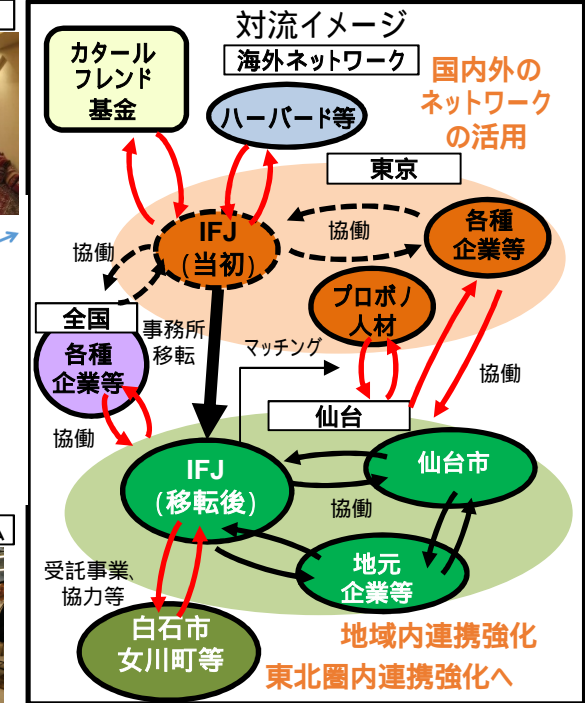 対流イメージ
カタール
フレンド
基金
海外ネットワーク
国内外の
ネットワーク
の活用
ハーバード等
東京
IFJ
(当初)
協働
各種
企業等
協働
プロボノ
人材
全国
各種
企業等
事務所
移転
マッチング
協働
仙台
協働
IFJ
(移転後)
仙台市
協働
地元
企業等
受託事業、
協力等
白石市
女川町等
地域内連携強化
東北圏内連携強化へ